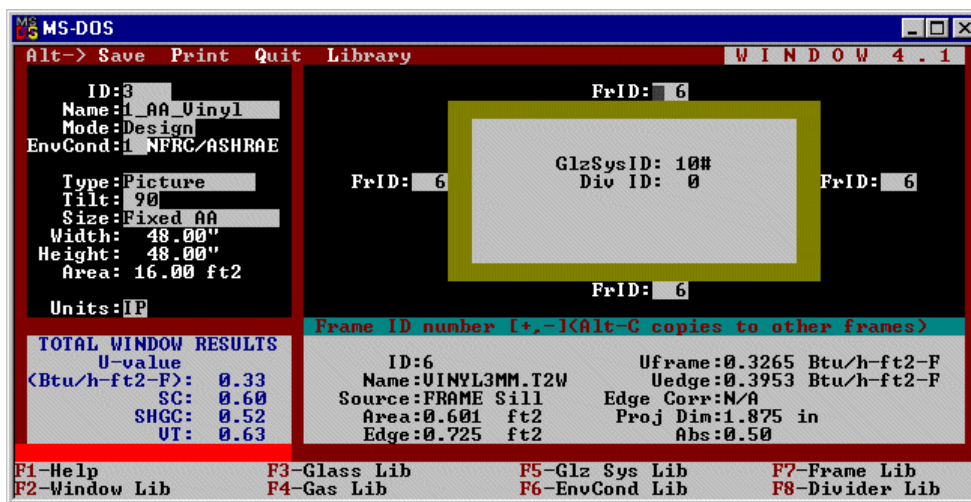 MS-DOS
Alt-> Save Print Quit Library WINDOW 4.1
ID:3
Name:1_AA_Vinyl
Mode:Design
EnvCond:1 NFRC/ASHRAE
Type:Picture
Tilt: 90
Size:Fixed AA
Width: 48.00"
Height: 48.00"
Area: 16.00 ft2
Units:IP
FrID: 6
GlzSysID: 10#
Div ID: 0
FrID: 6
FrID: 6
FrID: 6
Frame ID number [+,-](Alt-C copies to other frames)
TOTAL WINDOW RESULTS
U-value
(Btu/h-ft2-F): 0.33
SC: 0.60
SHGC: 0.52
VT: 0.63
ID:6
Name:VINYL3MM.T2W
Source:FRAME Sill
Area:0.601 ft2
Edge:0.725 ft2
Uframe:0.3265 Btu/h-ft2-F
Uedge:0.3953 Btu/h-ft2-F
Edge Corr:N/A
Proj Dim:1.875 in
Abs:0.50
F1-Help F3-Glass Lib F5-Glz Sys Lib F7-Frame Lib
F2-Window Lib F4-Gas Lib F6-EnvCond Lib F8-Divider Lib